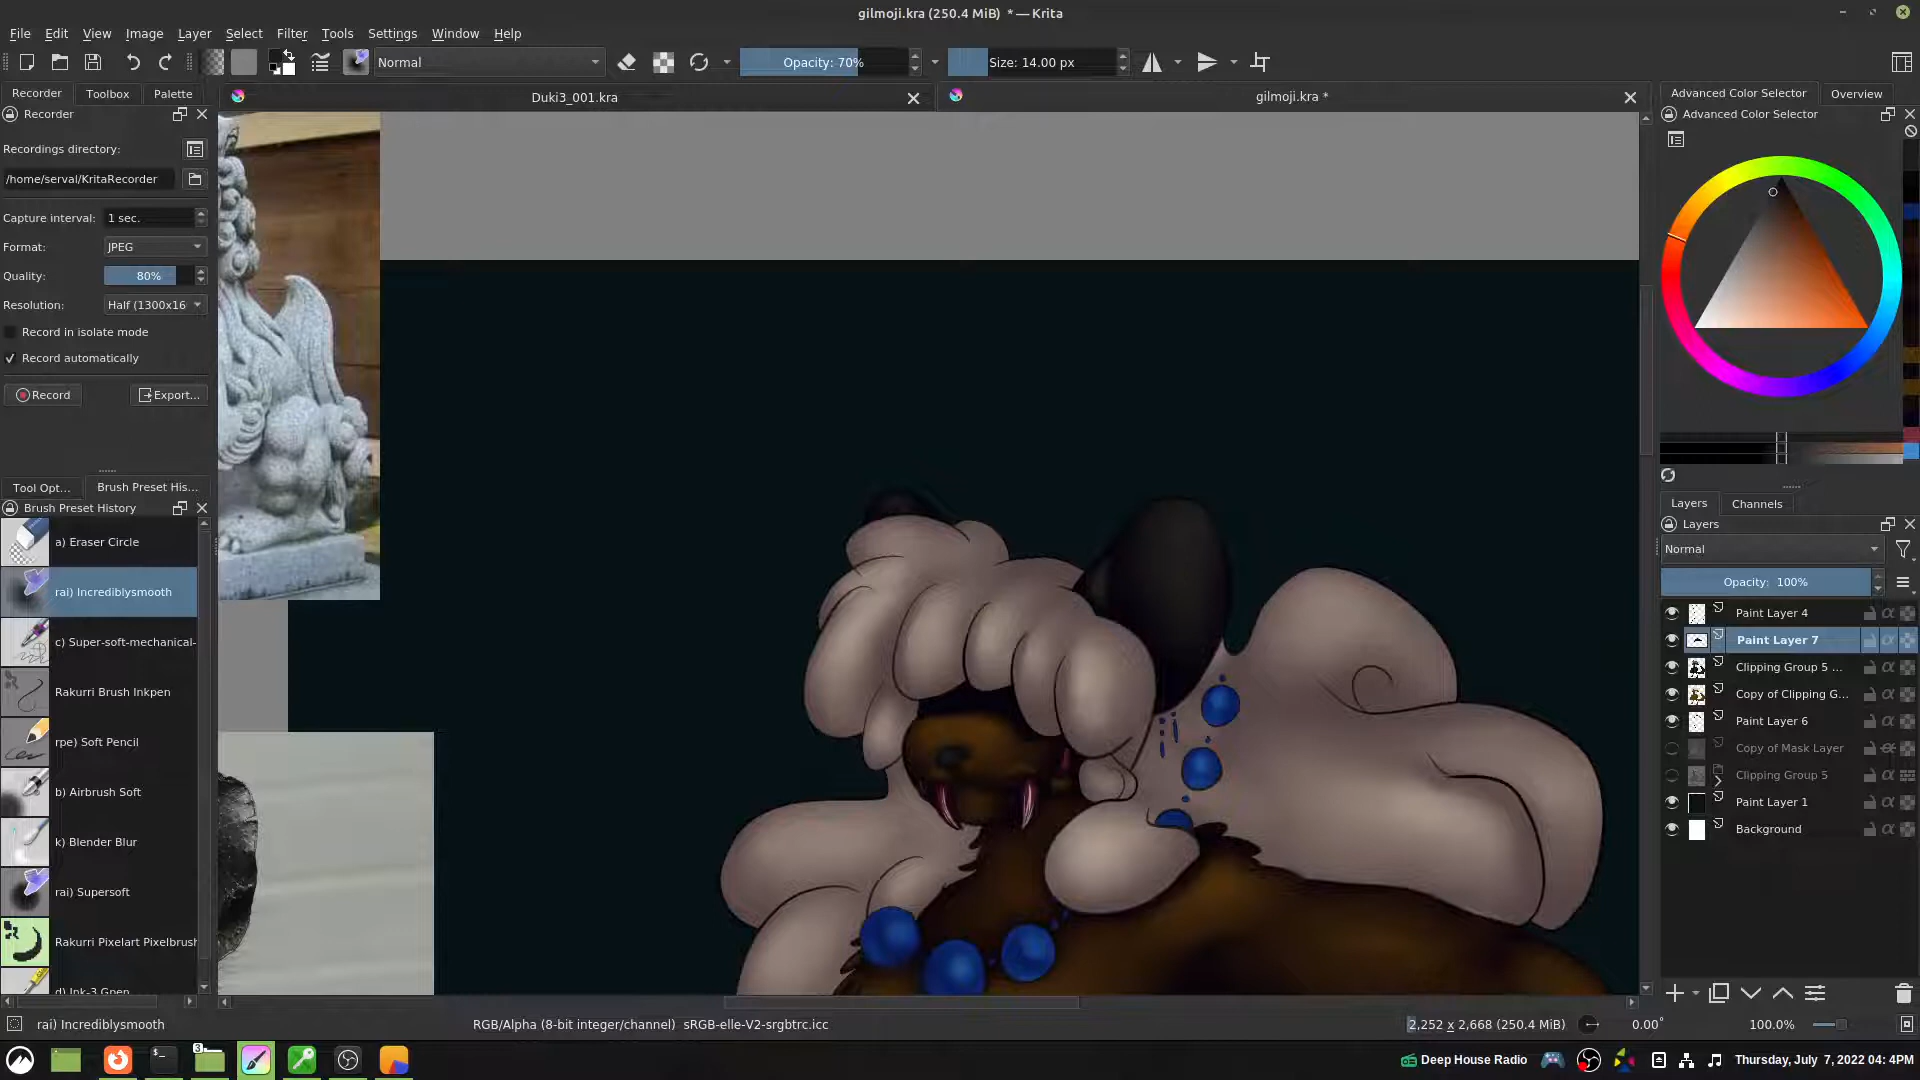 gilmoji.kra (250.4 MiB)  * — Krita
File Edit View Image Layer Select Filter Tools Settings Window Help
Normal
Opacity: 70%
Size: 14.00 px
Recorder Toolbox Palette
Duki3_001.kra
gilmoji.kra *
Advanced Color Selector Overview
Recorder
Advanced Color Selector
Recordings directory:
/home/serval/KritaRecorder
Capture interval: 1 sec.
Format: JPEG
Quality: 80%
Resolution: Half (1300x16
Record in isolate mode
Record automatically
Record Export...
Tool Opt... Brush Preset His...
Brush Preset History
a) Eraser Circle
rai) Incrediblysmooth
c) Super-soft-mechanical-
Rakurri Brush Inkpen
rpe) Soft Pencil
b) Airbrush Soft
k) Blender Blur
rai) Supersoft
Rakurri Pixelart Pixelbrush
d) Ink-3 Gpen
Layers Channels
Layers
Normal
Opacity:  100%
Paint Layer 4
Paint Layer 7
Clipping Group 5 ...
Copy of Clipping G...
Paint Layer 6
Copy of Mask Layer
Clipping Group 5
Paint Layer 1
Background
rai) Incrediblysmooth
RGB/Alpha (8-bit integer/channel)  sRGB-elle-V2-srgbtrc.icc
2,252 x 2,668 (250.4 MiB)
0.00°
100.0%
3
Deep House Radio
Thursday, July  7, 2022 04: 4PM